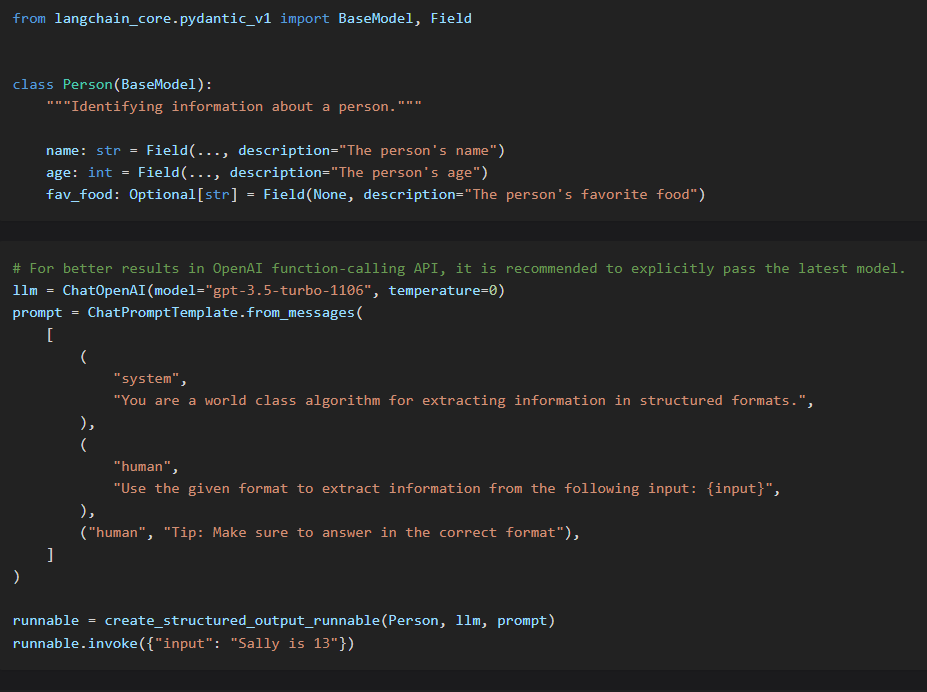 from langchain_core.pydantic_v1 import BaseModel, Field
class Person(BaseModel):
    """Identifying information about a person."""
    name: str = Field(..., description="The person's name")
    age: int = Field(..., description="The person's age")
    fav_food: Optional[str] = Field(None, description="The person's favorite food")
# For better results in OpenAI function-calling API, it is recommended to explicitly pass the latest model.
llm = ChatOpenAI(model="gpt-3.5-turbo-1106", temperature=0)
prompt = ChatPromptTemplate.from_messages(
    [
        (
            "system",
            "You are a world class algorithm for extracting information in structured formats.",
        ),
        (
            "human",
            "Use the given format to extract information from the following input: {input}",
        ),
        ("human", "Tip: Make sure to answer in the correct format"),
    ]
)
runnable = create_structured_output_runnable(Person, llm, prompt)
runnable.invoke({"input": "Sally is 13"})